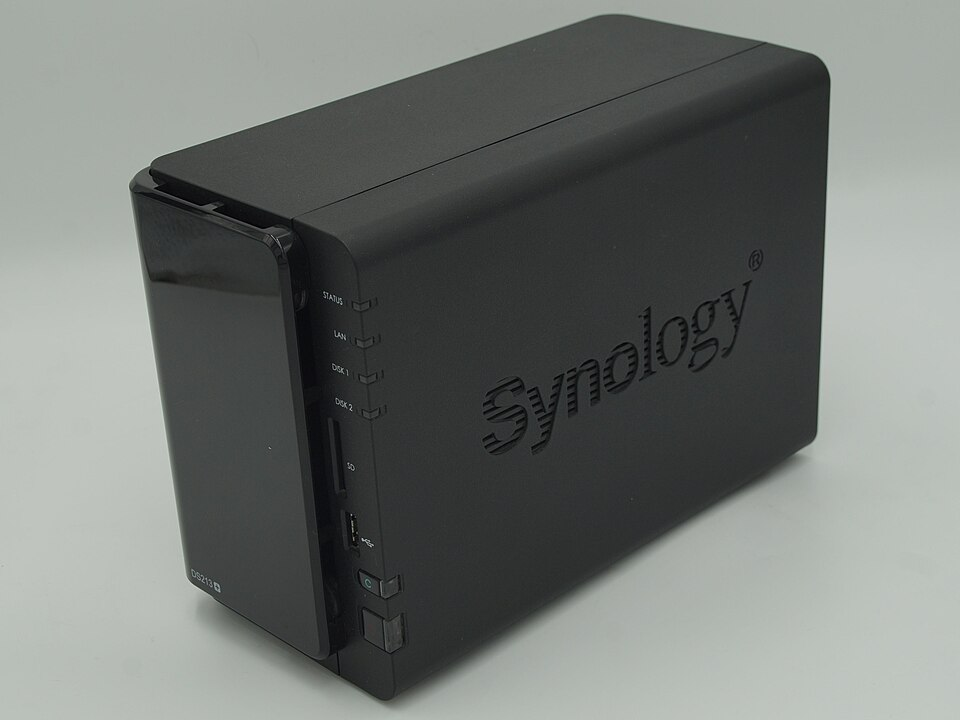 STATUS
LAN
DISK 1
DISK 2
SD
C
DS213+
Synology®